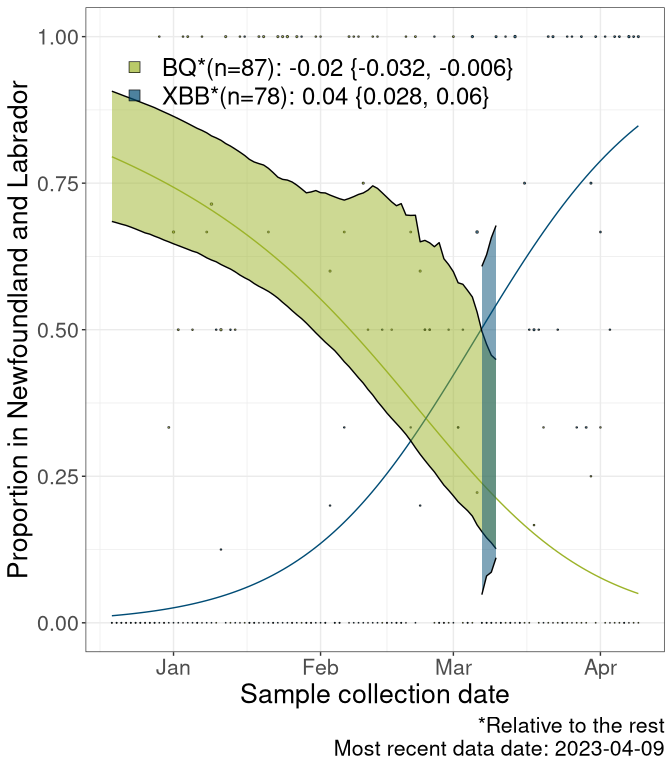 1.00
0.75
0.50
0.25
0.00
Proportion in Newfoundland and Labrador
BQ*(n=87): -0.02 {-0.032, -0.006}
XBB*(n=78): 0.04 {0.028, 0.06}
Jan Feb Mar Apr
Sample collection date
*Relative to the rest
Most recent data date: 2023-04-09